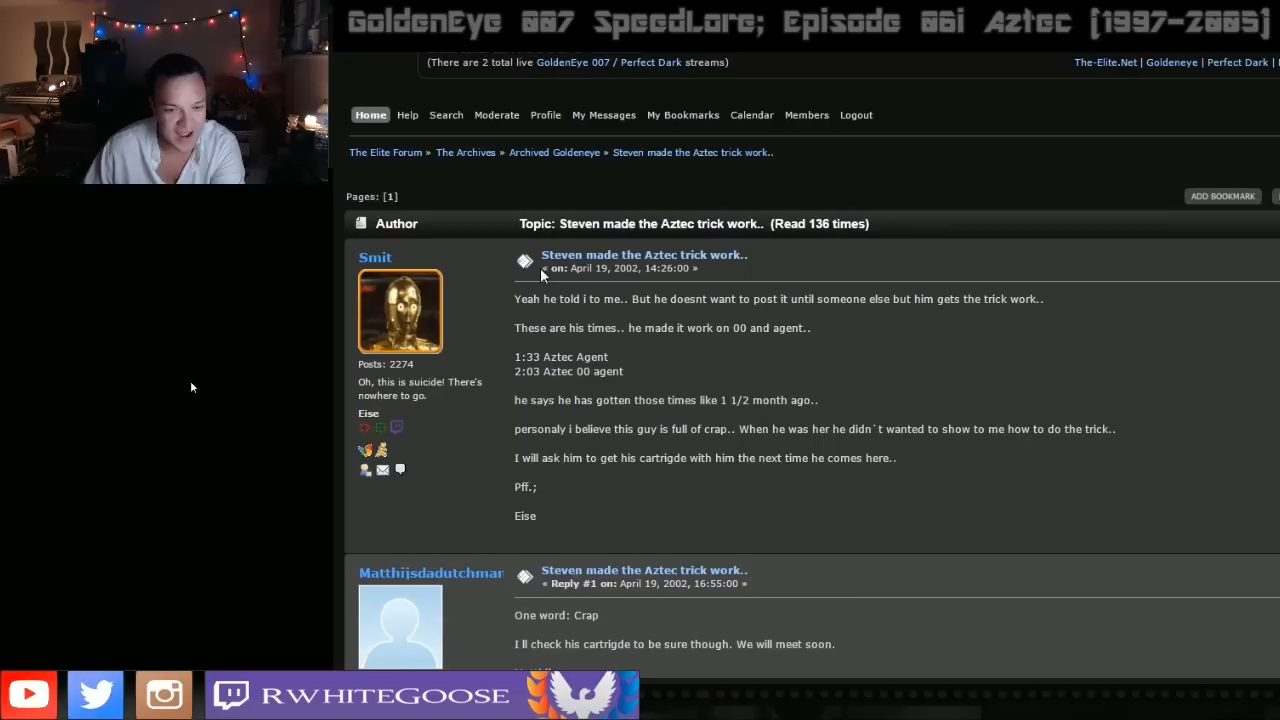 GoldenEye 007 SpeedLore; Episode 06i Aztec [1997-2005]
(There are 2 total live GoldenEye 007 / Perfect Dark streams)
The-Elite.Net | Goldeneye | Perfect Dark |
Home Help Search Moderate Profile My Messages My Bookmarks Calendar Members Logout
The Elite Forum » The Archives » Archived Goldeneye » Steven made the Aztec trick work..
Pages: [1]
ADD BOOKMARK
Author
Topic: Steven made the Aztec trick work.. (Read 136 times)
Smit
Steven made the Aztec trick work..
« on: April 19, 2002, 14:26:00 »
Yeah he told i to me.. But he doesnt want to post it until someone else but him gets the trick work..
These are his times.. he made it work on 00 and agent..
1:33 Aztec Agent
2:03 Aztec 00 agent
he says he has gotten those times like 1 1/2 month ago..
personaly i believe this guy is full of crap.. When he was her he didn`t wanted to show to me how to do the trick..
I will ask him to get his cartrigde with him the next time he comes here..
Pff.;
Eise
Posts: 2274
Oh, this is suicide! There's
nowhere to go.
Eise
Matthijsdadutchman
Steven made the Aztec trick work..
« Reply #1 on: April 19, 2002, 16:55:00 »
One word: Crap
I ll check his cartrigde to be sure though. We will meet soon.
RWHITEGOOSE